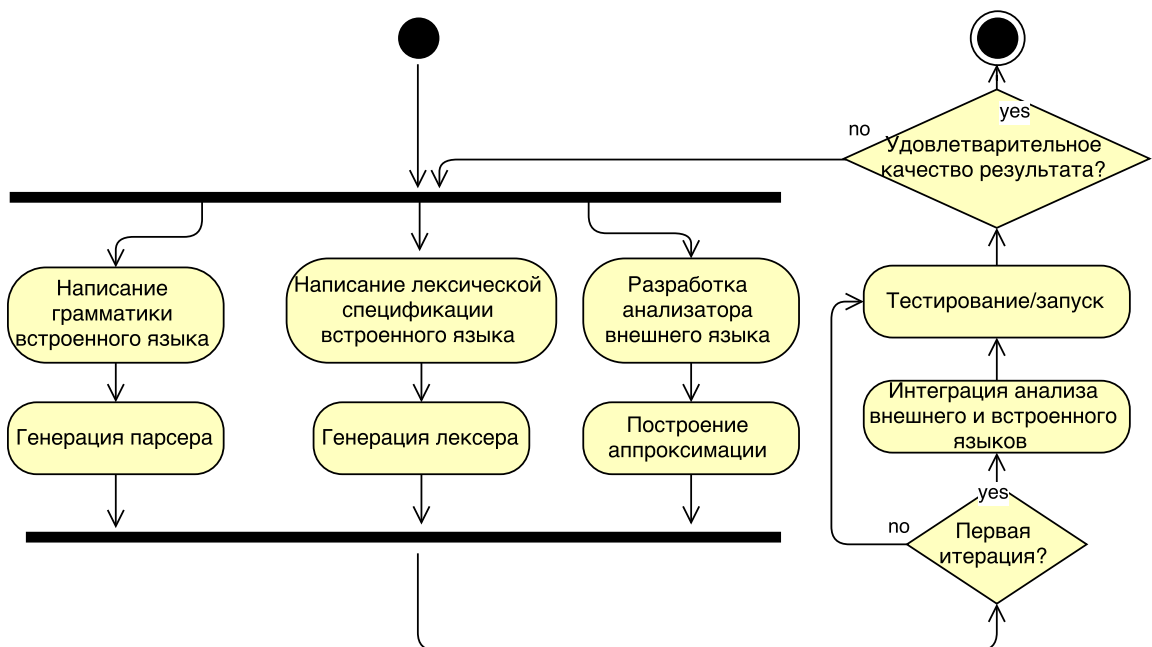 yes
no
Удовлетварительное
качество результата?
Написание
грамматики
встроенного языка
Написание лексической
спецификации
встроенного языка
Разработка
анализатора
внешнего языка
Тестирование/запуск
Генерация парсера
Генерация лексера
Построение
аппроксимации
Интеграция анализа
внешнего и встроенного
языков
yes
no
Первая
итерация?